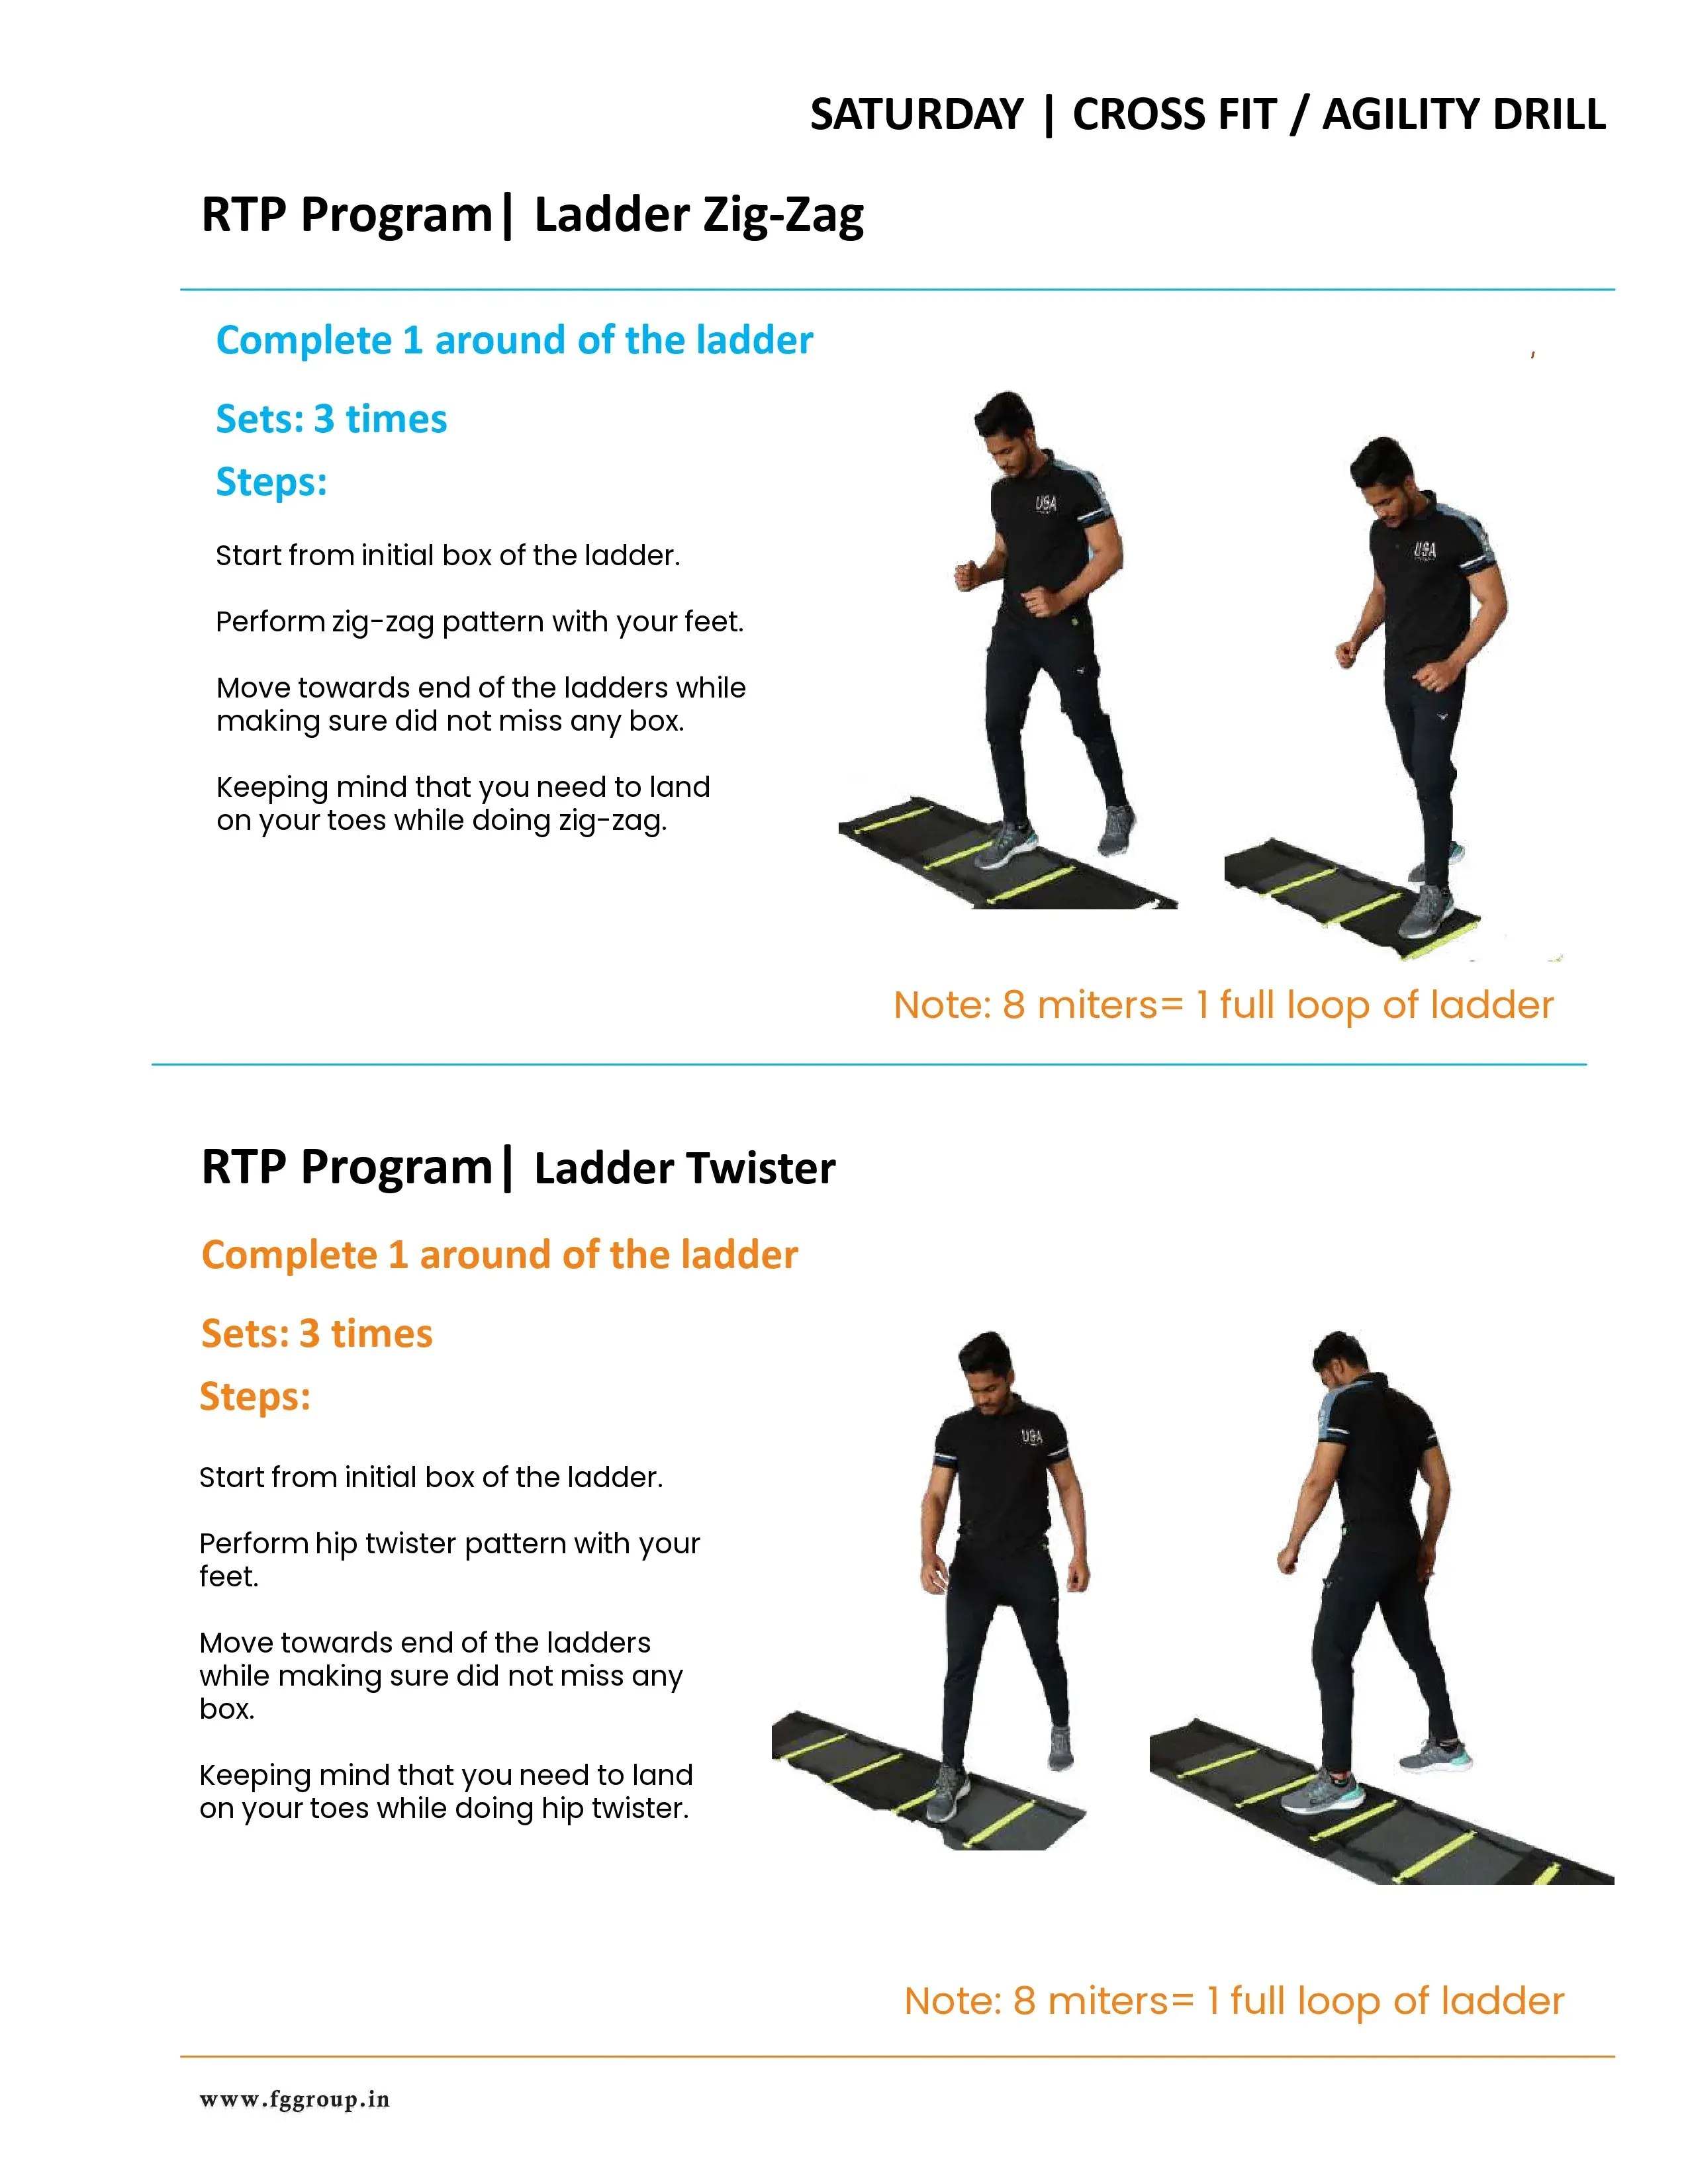 SATURDAY | CROSS FIT / AGILITY DRILL
RTP Program| Ladder Zig-Zag
Complete 1 around of the ladder
Sets: 3 times
Steps:
Start from initial box of the ladder.
Perform zig-zag pattern with your feet.
Move towards end of the ladders while
making sure did not miss any box.
Keeping mind that you need to land
on your toes while doing zig-zag.
USA
USA
Note: 8 miters= 1 full loop of ladder
RTP Program| Ladder Twister
Complete 1 around of the ladder
Sets: 3 times
Steps:
Start from initial box of the ladder.
Perform hip twister pattern with your
feet.
Move towards end of the ladders
while making sure did not miss any
box.
Keeping mind that you need to land
on your toes while doing hip twister.
USA
Note: 8 miters= 1 full loop of ladder
www.fggroup.in